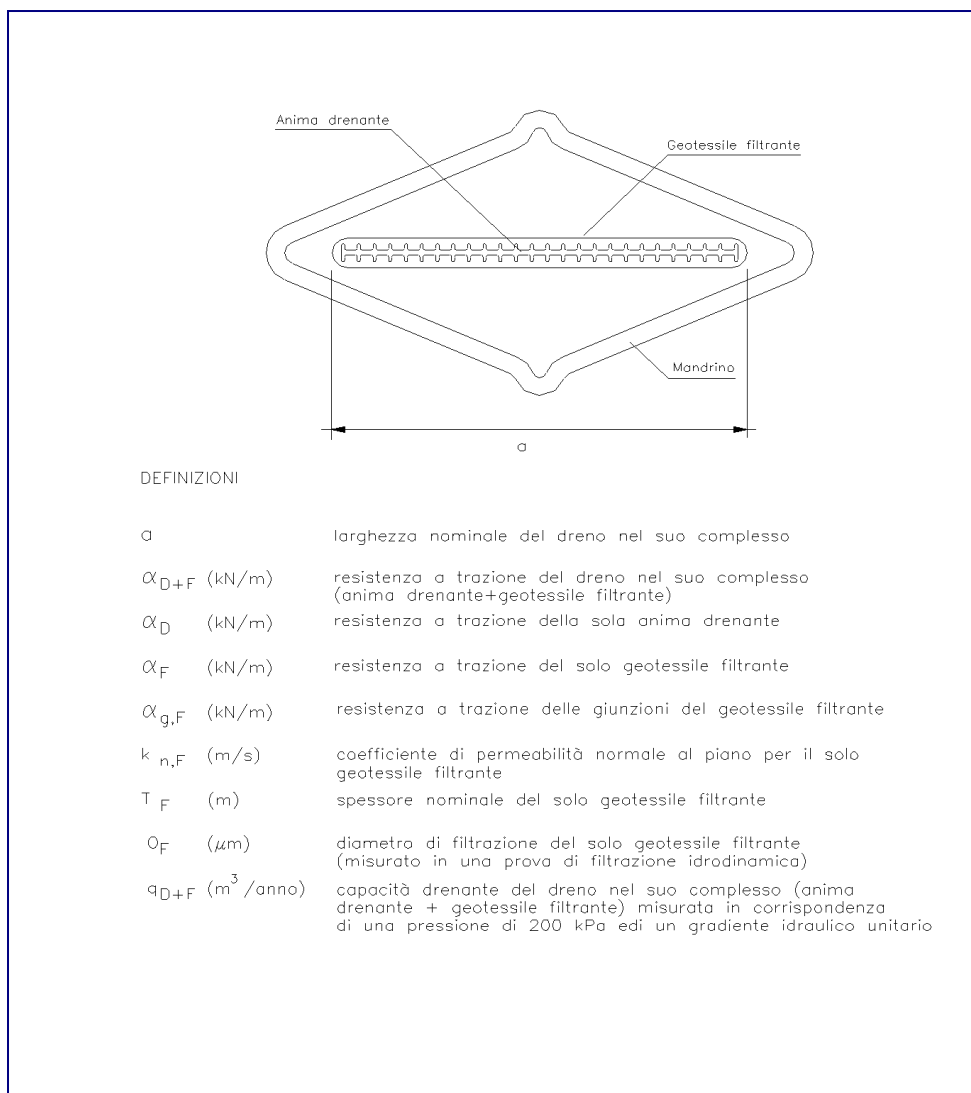 Anima drenante
Geotessile filtrante
Mandrino
a
DEFINIZIONI
a larghezza nominale del dreno nel suo complesso
α D+F (kN/m) resistenza a trazione del dreno nel suo complesso
(anima drenante+geotessile filtrante)
α D (kN/m) resistenza a trazione della sola anima drenante
α F (kN/m) resistenza a trazione del solo geotessile filtrante
α g,F (kN/m) resistenza a trazione delle giunzioni del geotessile filtrante
k n,F (m/s) coefficiente di permeabilità normale al piano per il solo
geotessile filtrante
T F (m) spessore nominale del solo geotessile filtrante
O F (μm) diametro di filtrazione del solo geotessile filtrante
(misurato in una prova di filtrazione idrodinamica)
q D+F (m³/anno) capacità drenante del dreno nel suo complesso (anima
drenante + geotessile filtrante) misurata in corrispondenza
di una pressione di 200 kPa edi un gradiente idraulico unitario